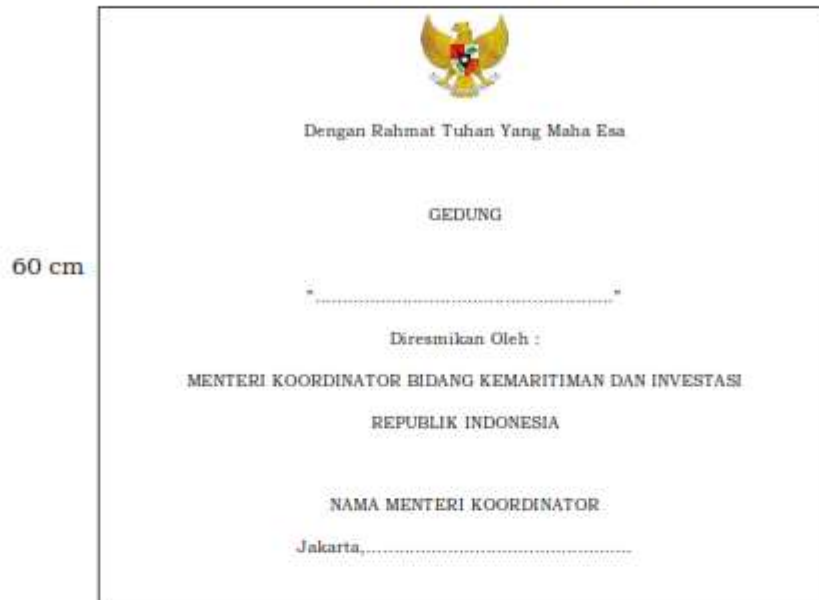 Dengan Rahmat Tuhan Yang Maha Esa
GEDUNG
60 cm
"......................................................."
Diresmikan Oleh :
MENTERI KOORDINATOR BIDANG KEMARITIMAN DAN INVESTASI
REPUBLIK INDONESIA
NAMA MENTERI KOORDINATOR
Jakarta,.................................................